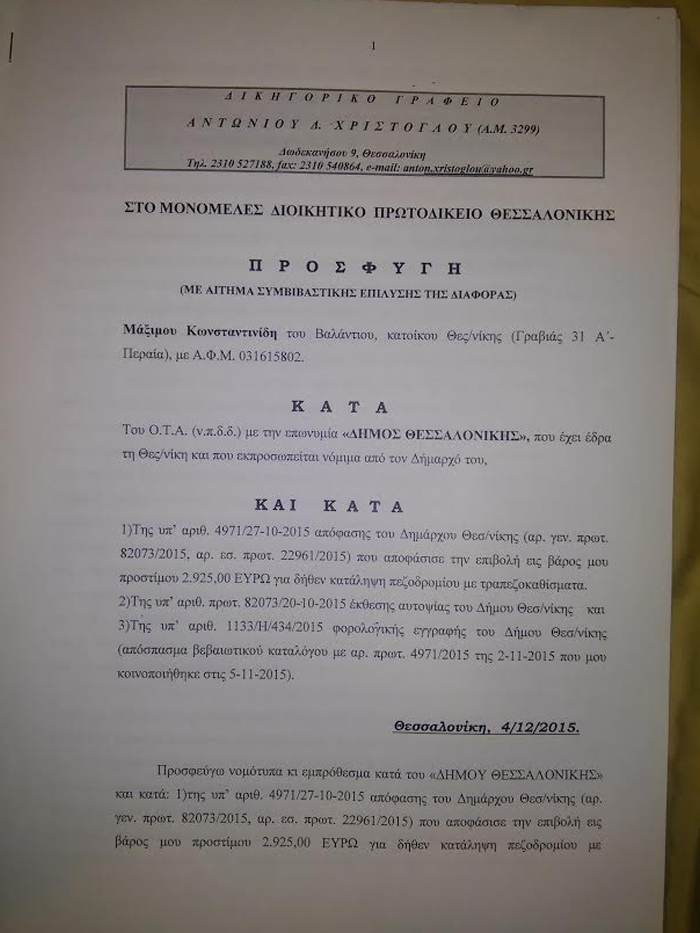 1
ΔΙΚΗΓΟΡΙΚΟ ΓΡΑΦΕΙΟ
ΑΝΤΩΝΙΟΥ Δ. ΧΡΙΣΤΟΓΛΟΥ (Α.Μ. 3299)
Δωδεκανήσου 9, Θεσσαλονίκη
Τηλ. 2310 527188, fax: 2310 540864, e-mail: anton.xristoglou@yahoo.gr
ΣΤΟ ΜΟΝΟΜΕΛΕΣ ΔΙΟΙΚΗΤΙΚΟ ΠΡΩΤΟΔΙΚΕΙΟ ΘΕΣΣΑΛΟΝΙΚΗΣ
ΠΡΟΣΦΥΓΗ
(ΜΕ ΑΙΤΗΜΑ ΣΥΜΒΙΒΑΣΤΙΚΗΣ ΕΠΙΛΥΣΗΣ ΤΗΣ ΔΙΑΦΟΡΑΣ)
Μάξιμου Κωνσταντινίδη του Βαλάντιου, κατοίκου Θες/νίκης (Γραβιάς 31 Α΄-
Περαία), με Α.Φ.Μ. 031615802.
ΚΑΤΑ
Του Ο.Τ.Α. (ν.π.δ.δ.) με την επωνυμία «ΔΗΜΟΣ ΘΕΣΣΑΛΟΝΙΚΗΣ», που έχει έδρα
τη Θες/νίκη και που εκπροσωπείται νόμιμα από τον Δήμαρχό του,
ΚΑΙ ΚΑΤΑ
1)Της υπ' αριθ. 4971/27-10-2015 απόφασης του Δημάρχου Θεσ/νίκης (αρ. γεν. πρωτ.
82073/2015, αρ. εσ. πρωτ. 22961/2015) που αποφάσισε την επιβολή εις βάρος μου
προστίμου 2.925,00 ΕΥΡΩ για δήθεν κατάληψη πεζοδρομίου με τραπεζοκαθίσματα.
2)Της υπ' αριθ. πρωτ. 82073/20-10-2015 έκθεσης αυτοψίας του Δήμου Θεσ/νίκης και
3)Της υπ' αριθ. 1133/Η/434/2015 φορολογικής εγγραφής του Δήμου Θεσ/νίκης
(απόσπασμα βεβαιωτικού καταλόγου με αρ. πρωτ. 4971/2015 της 2-11-2015 που μου
κοινοποιήθηκε στις 5-11-2015).
Θεσσαλονίκη, 4/12/2015.
Προσφεύγω νομότυπα κι εμπρόθεσμα κατά του «ΔΗΜΟΥ ΘΕΣΣΑΛΟΝΙΚΗΣ»
και κατά: 1)της υπ' αριθ. 4971/27-10-2015 απόφασης του Δημάρχου Θεσ/νίκης (αρ.
γεν. πρωτ. 82073/2015, αρ. εσ. πρωτ. 22961/2015) που αποφάσισε την επιβολή εις
βάρος μου προστίμου 2.925,00 ΕΥΡΩ για δήθεν κατάληψη πεζοδρομίου με